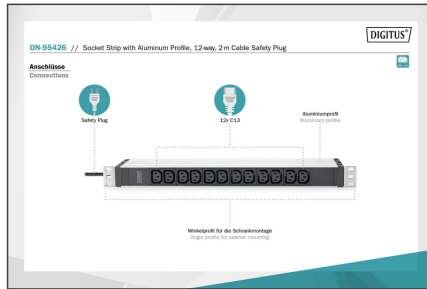 DIGITUS®
DN-95426 // Socket Strip with Aluminum Profile, 12-way, 2 m Cable Safety Plug
Anschlüsse
Connections
Safety Plug
12x C13
Aluminiumprofil
Aluminium profile
Winkelprofil für die Schrankmontage
Angle profile for cabinet mounting